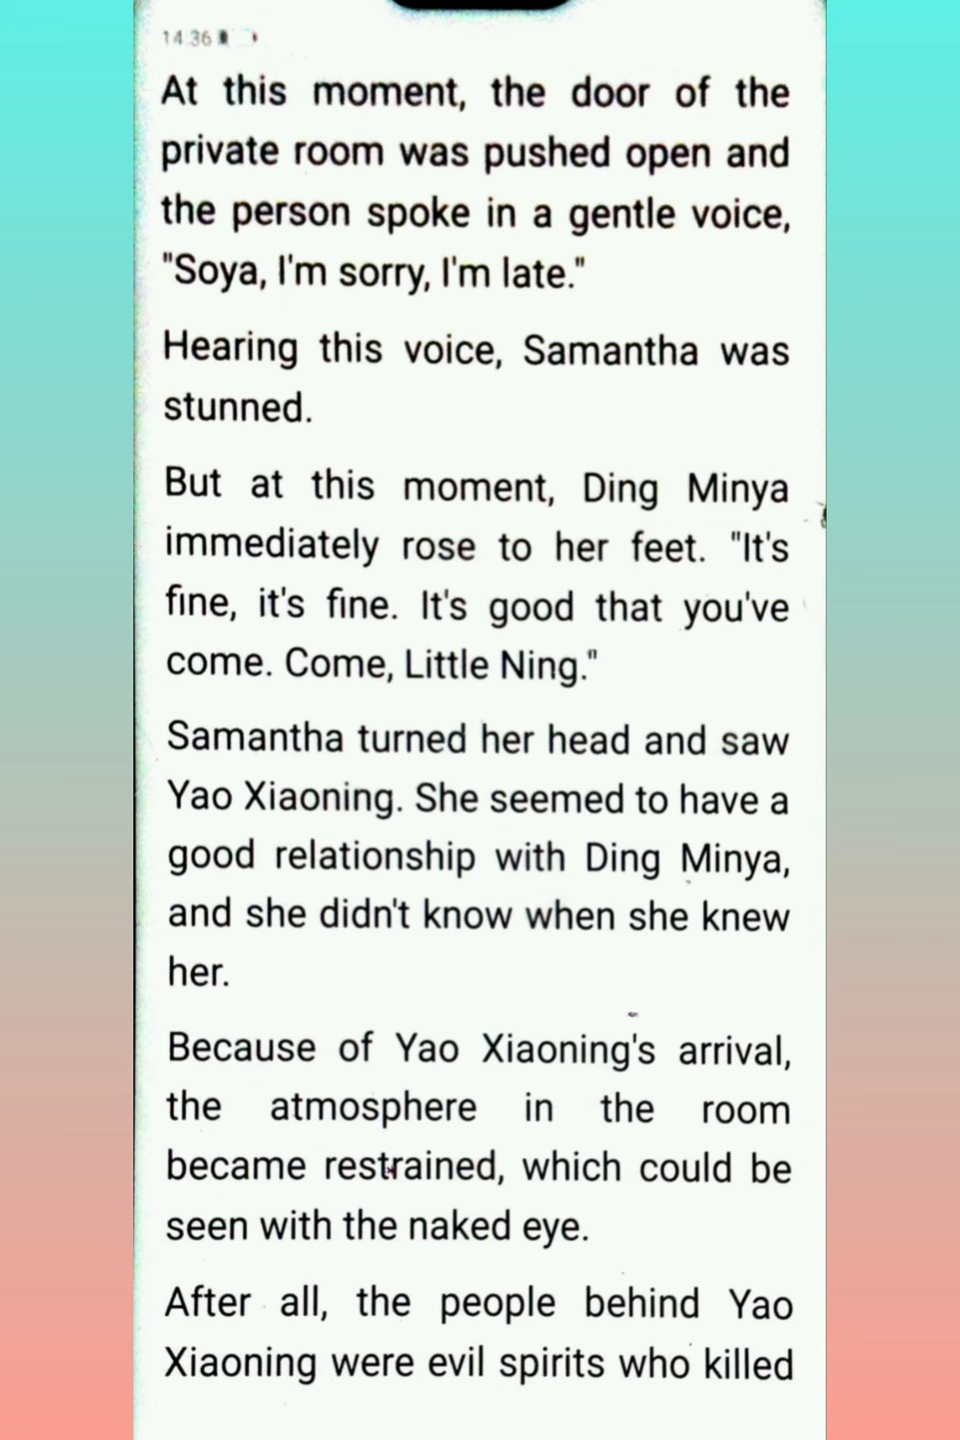 14 36
At this moment, the door of the
private room was pushed open and
the person spoke in a gentle voice,
"Soya, I'm sorry, I'm late."
Hearing this voice, Samantha was
stunned.
But at this moment, Ding Minya
immediately rose to her feet. "It's
fine, it's fine. It's good that you've
come. Come, Little Ning."
Samantha turned her head and saw
Yao Xiaoning. She seemed to have a
good relationship with Ding Minya,
and she didn't know when she knew
her.
Because of Yao Xiaoning's arrival,
the atmosphere in the room
became restrained, which could be
seen with the naked eye.
After all, the people behind Yao
Xiaoning were evil spirits who killed